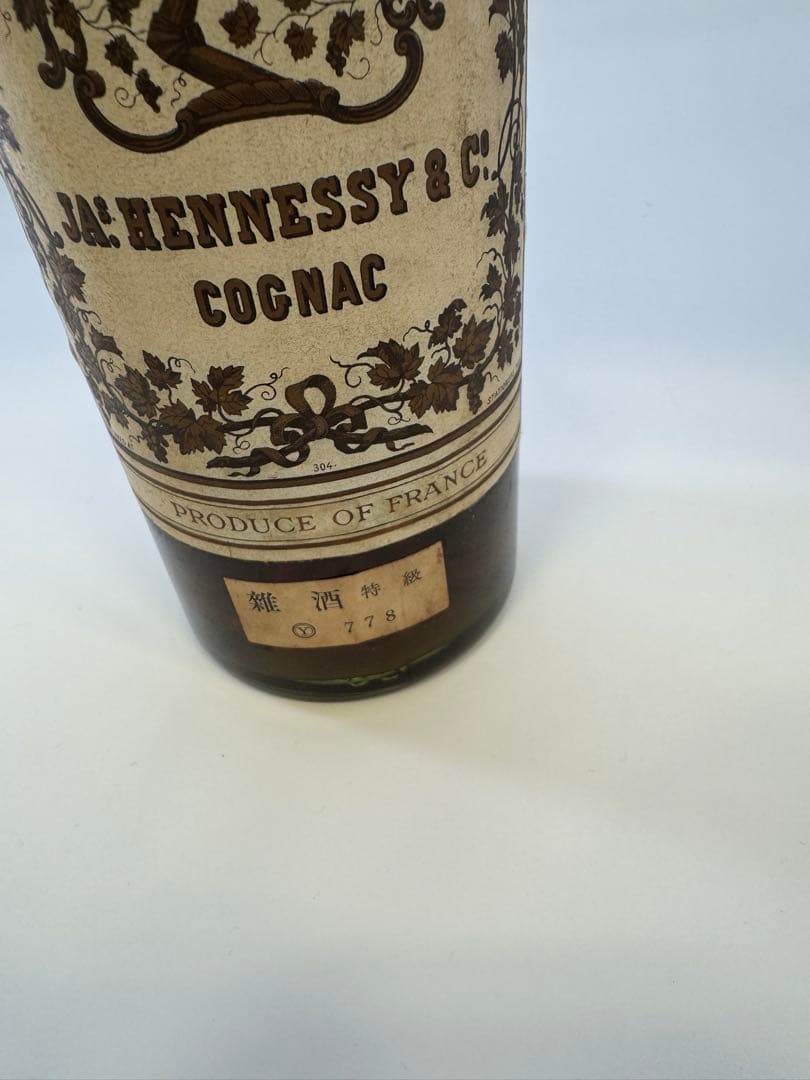 JAS. HENNESSY & Co.
COGNAC
304.
PRODUCE OF FRANCE
雑酒特級
Ⓨ 778